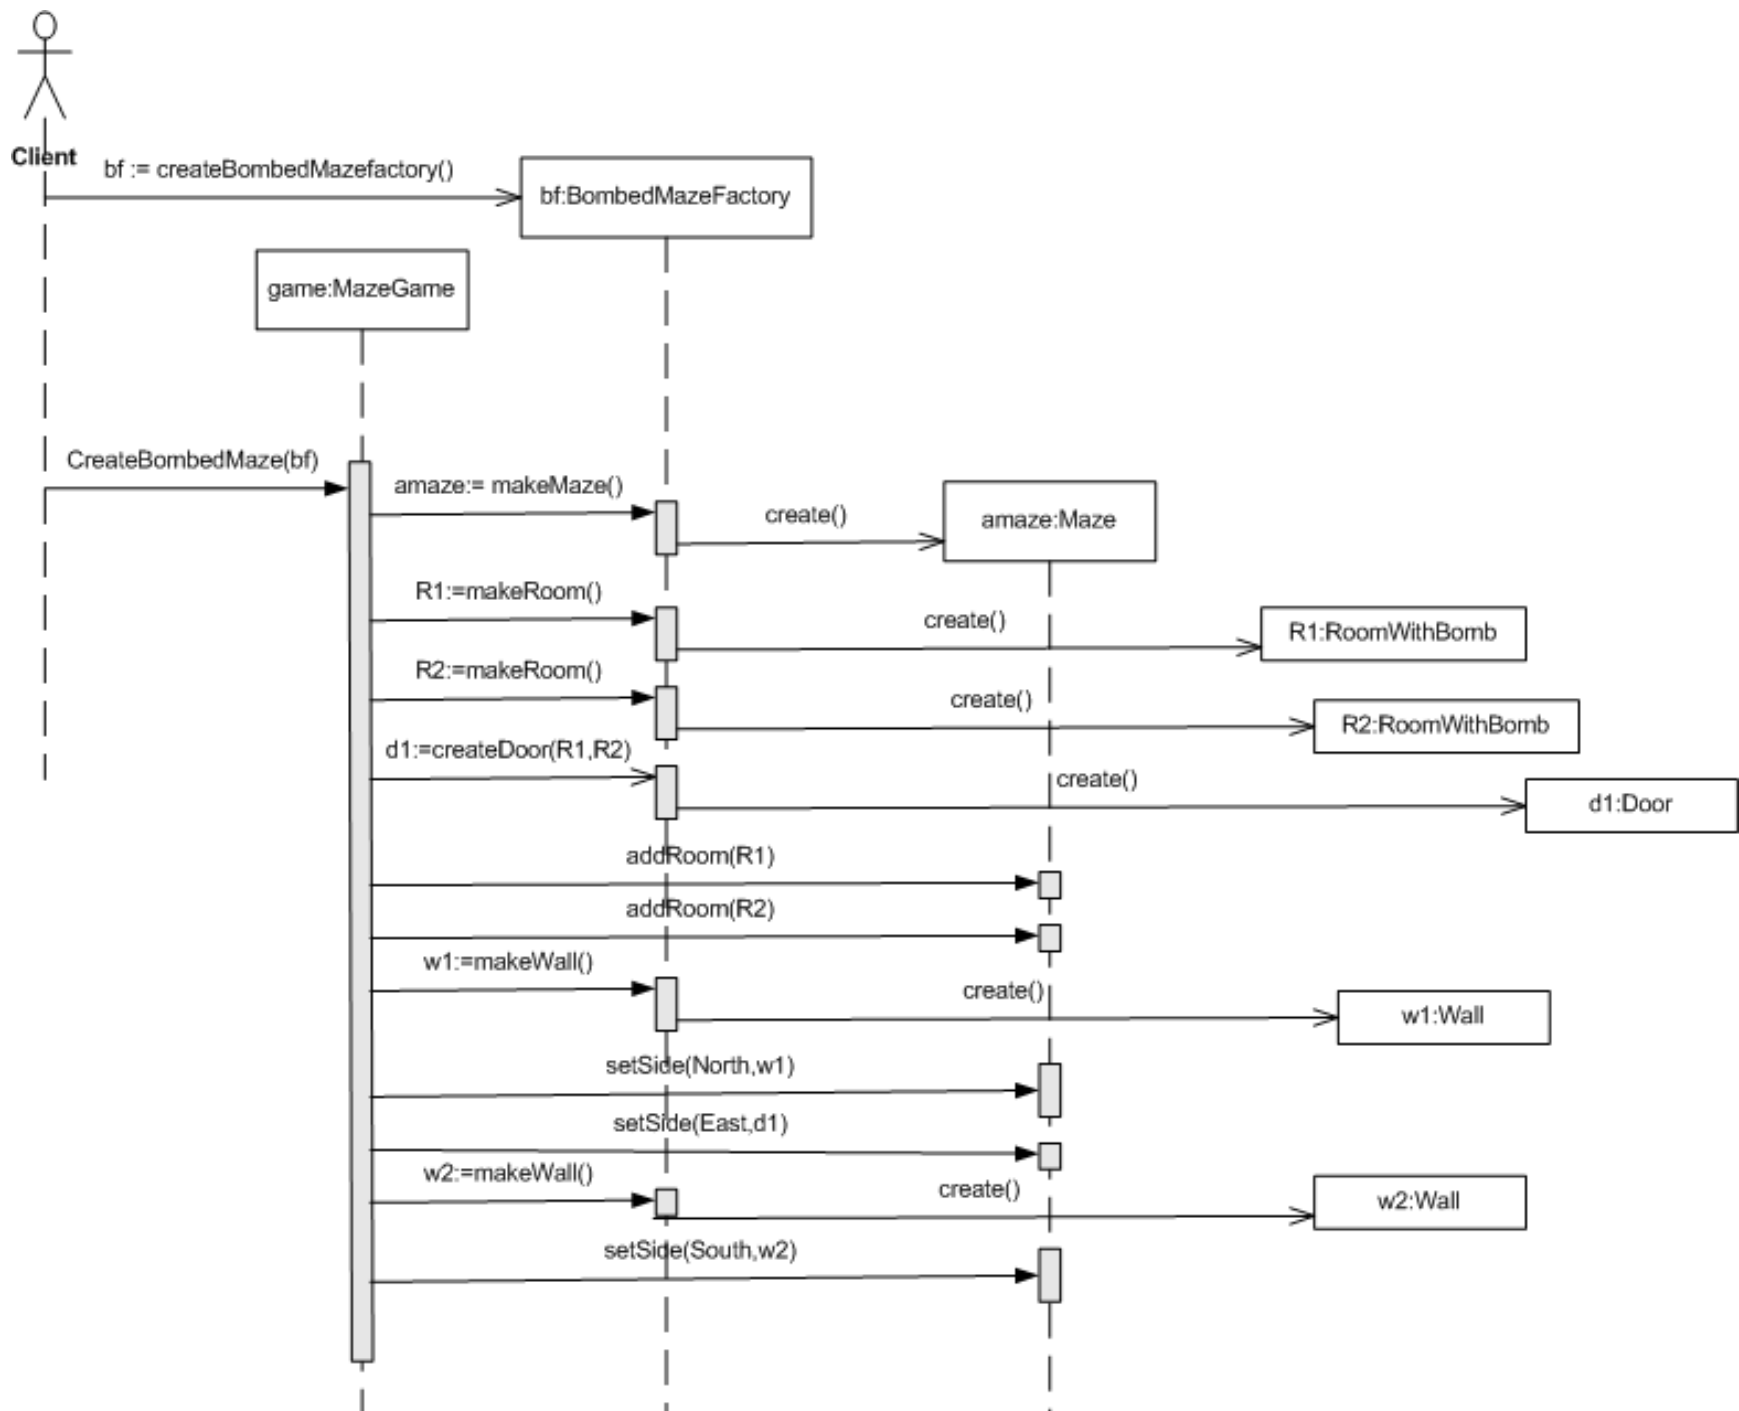 Client
bf := createBombedMazefactory()
bf:BombedMazeFactory
game:MazeGame
CreateBombedMaze(bf)
amaze:= makeMaze()
create()
amaze:Maze
R1:=makeRoom()
create()
R1:RoomWithBomb
R2:=makeRoom()
create()
R2:RoomWithBomb
d1:=createDoor(R1,R2)
create()
d1:Door
addRoom(R1)
addRoom(R2)
w1:=makeWall()
create()
w1:Wall
setSide(North,w1)
setSide(East,d1)
w2:=makeWall()
create()
w2:Wall
setSide(South,w2)